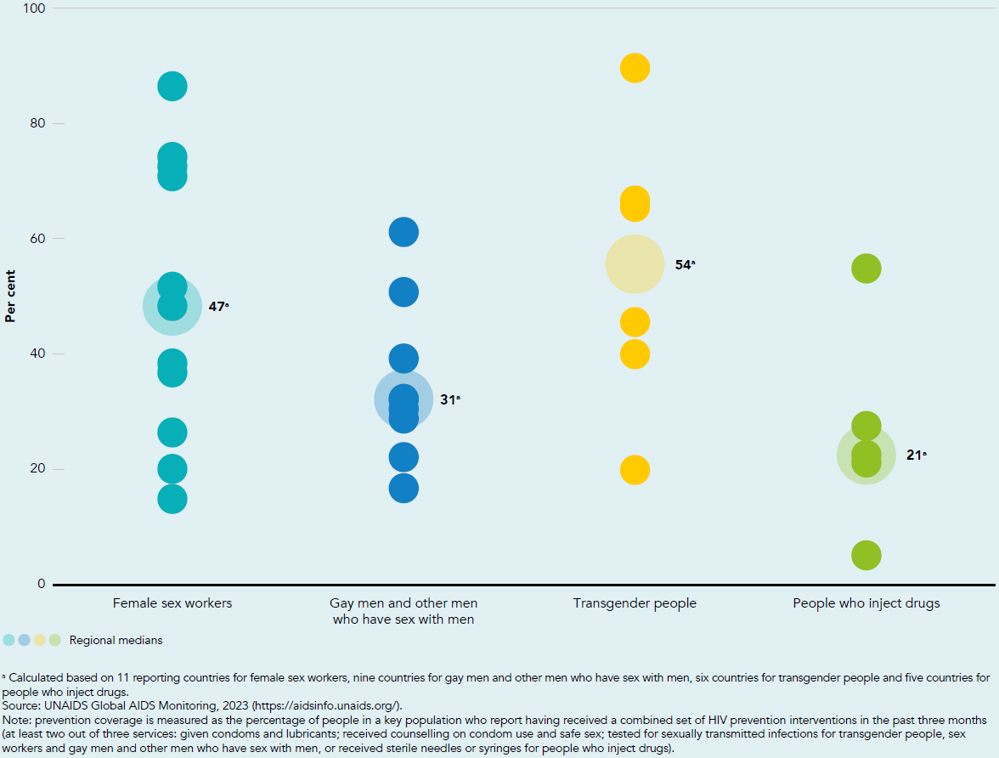 100
80
60
40
20
0
Per cent
47ᵃ
31ᵃ
54ᵃ
21ᵃ
Female sex workers
Gay men and other men
who have sex with men
Transgender people
People who inject drugs
Regional medians
ᵃ Calculated based on 11 reporting countries for female sex workers, nine countries for gay men and other men who have sex with men, six countries for transgender people and five countries for
people who inject drugs.
Source: UNAIDS Global AIDS Monitoring, 2023 (https://aidsinfo.unaids.org/).
Note: prevention coverage is measured as the percentage of people in a key population who report having received a combined set of HIV prevention interventions in the past three months
(at least two out of three services: given condoms and lubricants; received counselling on condom use and safe sex; tested for sexually transmitted infections for transgender people, sex
workers and gay men and other men who have sex with men, or received sterile needles or syringes for people who inject drugs).